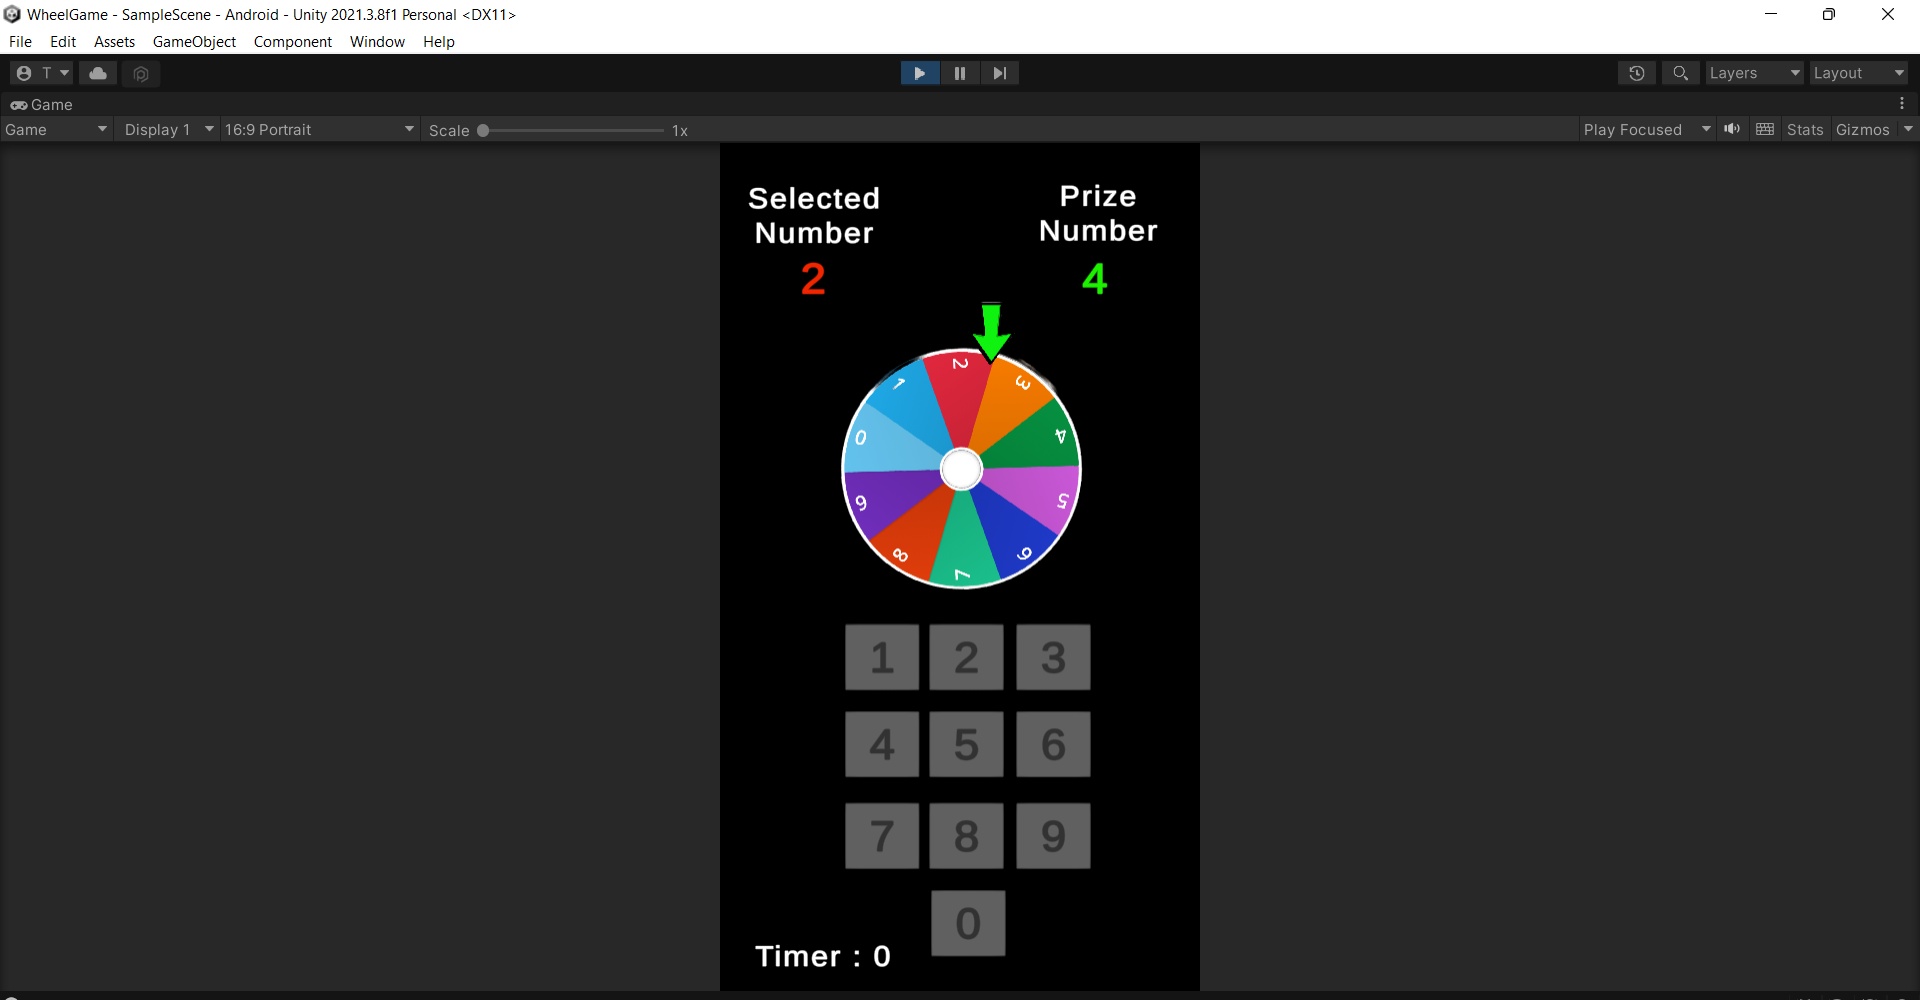 WheelGame - SampleScene - Android - Unity 2021.3.8f1 Personal <DX11>
File Edit Assets GameObject Component Window Help
T Layers Layout
Game
Game Display 1 16:9 Portrait Scale 1x Play Focused Stats Gizmos
Selected
Number
2
Prize
Number
4
2
1
3
0
4
6
5
8
6
7
1 2 3
4 5 6
7 8 9
0
Timer : 0